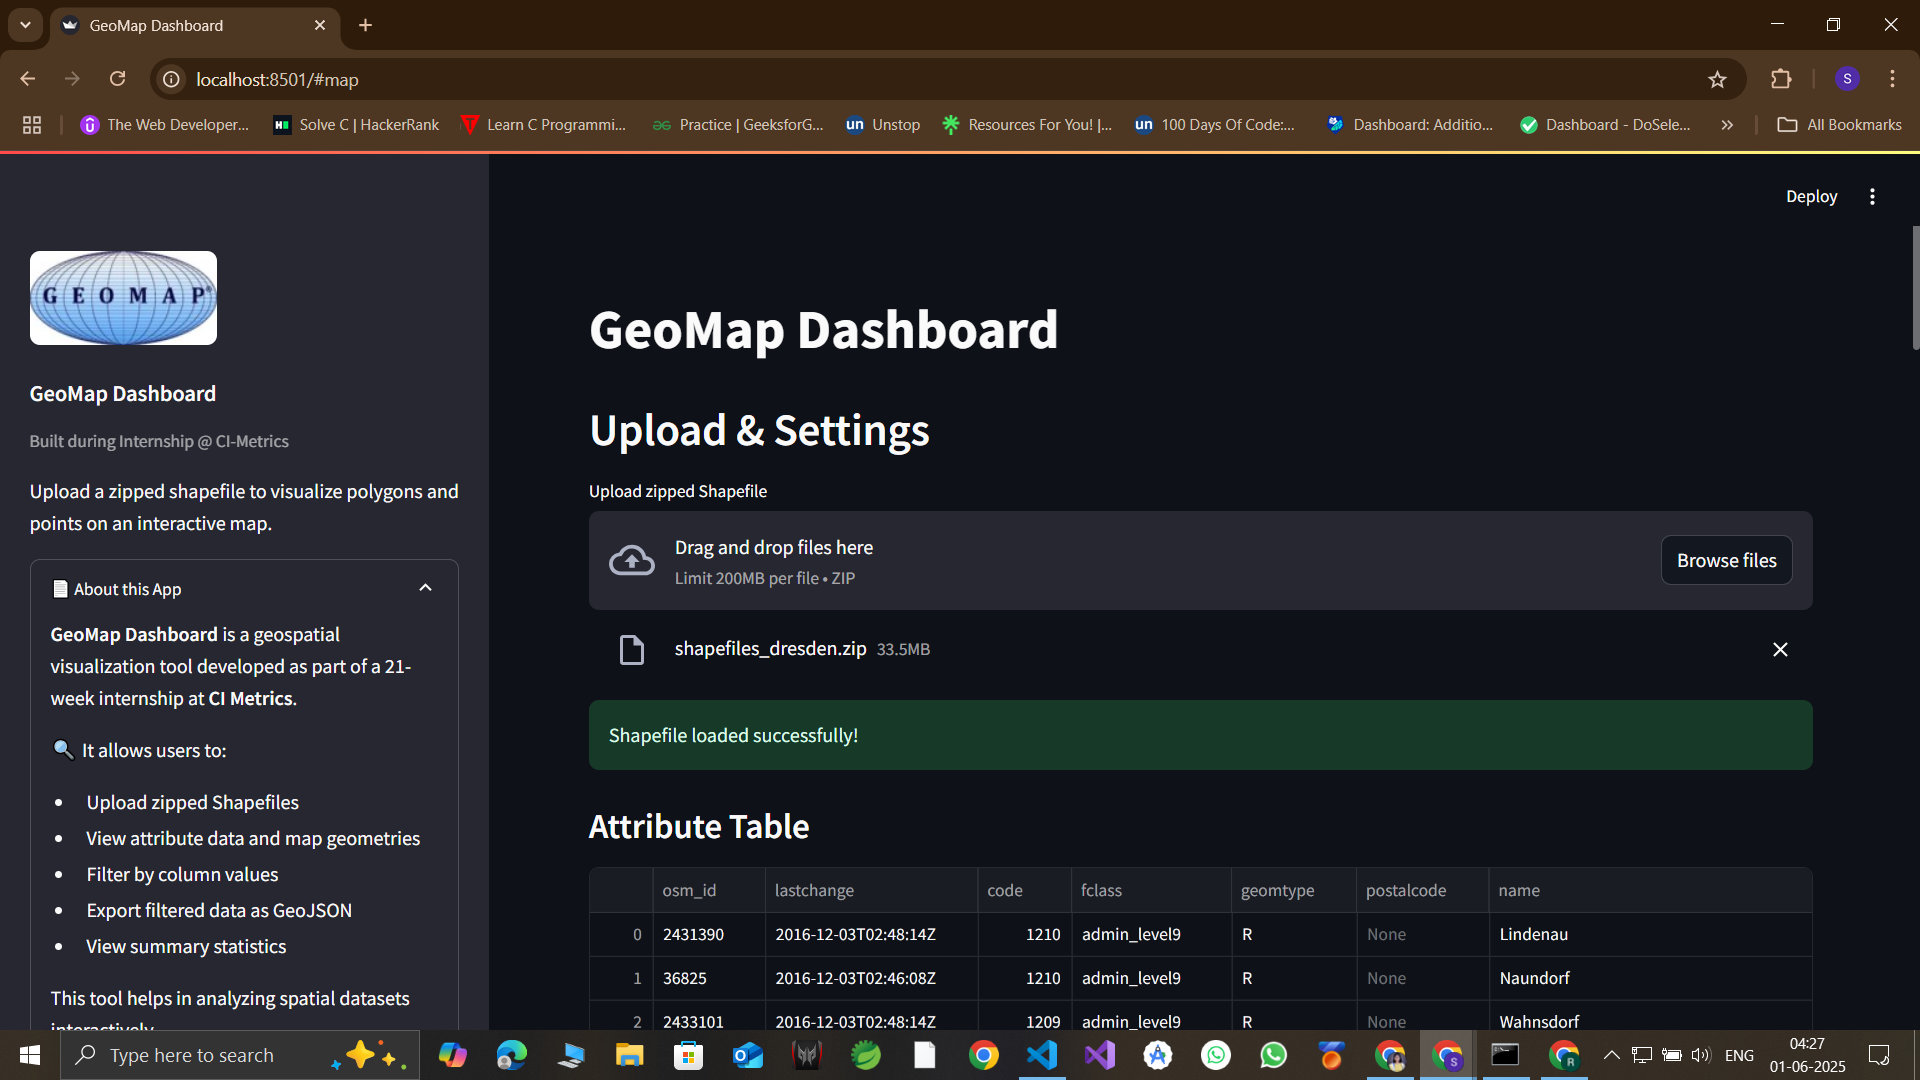 GeoMap Dashboard
localhost:8501/#map
S
The Web Developer...
Solve C | HackerRank
Learn C Programmi...
Practice | GeeksforG...
un Unstop
Resources For You! |...
un 100 Days Of Code:...
Dashboard: Additio...
Dashboard - DoSele...
All Bookmarks
Deploy
GEOMAP®
GeoMap Dashboard
Built during Internship @ CI-Metrics
Upload a zipped shapefile to visualize polygons and
points on an interactive map.
About this App
GeoMap Dashboard is a geospatial
visualization tool developed as part of a 21-
week internship at CI Metrics.
It allows users to:
• Upload zipped Shapefiles
• View attribute data and map geometries
• Filter by column values
• Export filtered data as GeoJSON
• View summary statistics
This tool helps in analyzing spatial datasets
interactively
GeoMap Dashboard
Upload & Settings
Upload zipped Shapefile
Drag and drop files here
Limit 200MB per file • ZIP
Browse files
shapefiles_dresden.zip 33.5MB
Shapefile loaded successfully!
Attribute Table
osm_id lastchange code fclass geomtype postalcode name
0 2431390 2016-12-03T02:48:14Z 1210 admin_level9 R None Lindenau
1 36825 2016-12-03T02:46:08Z 1210 admin_level9 R None Naundorf
2 2433101 2016-12-03T02:48:14Z 1209 admin_level9 R None Wahnsdorf
Type here to search
ENG
04:27
01-06-2025